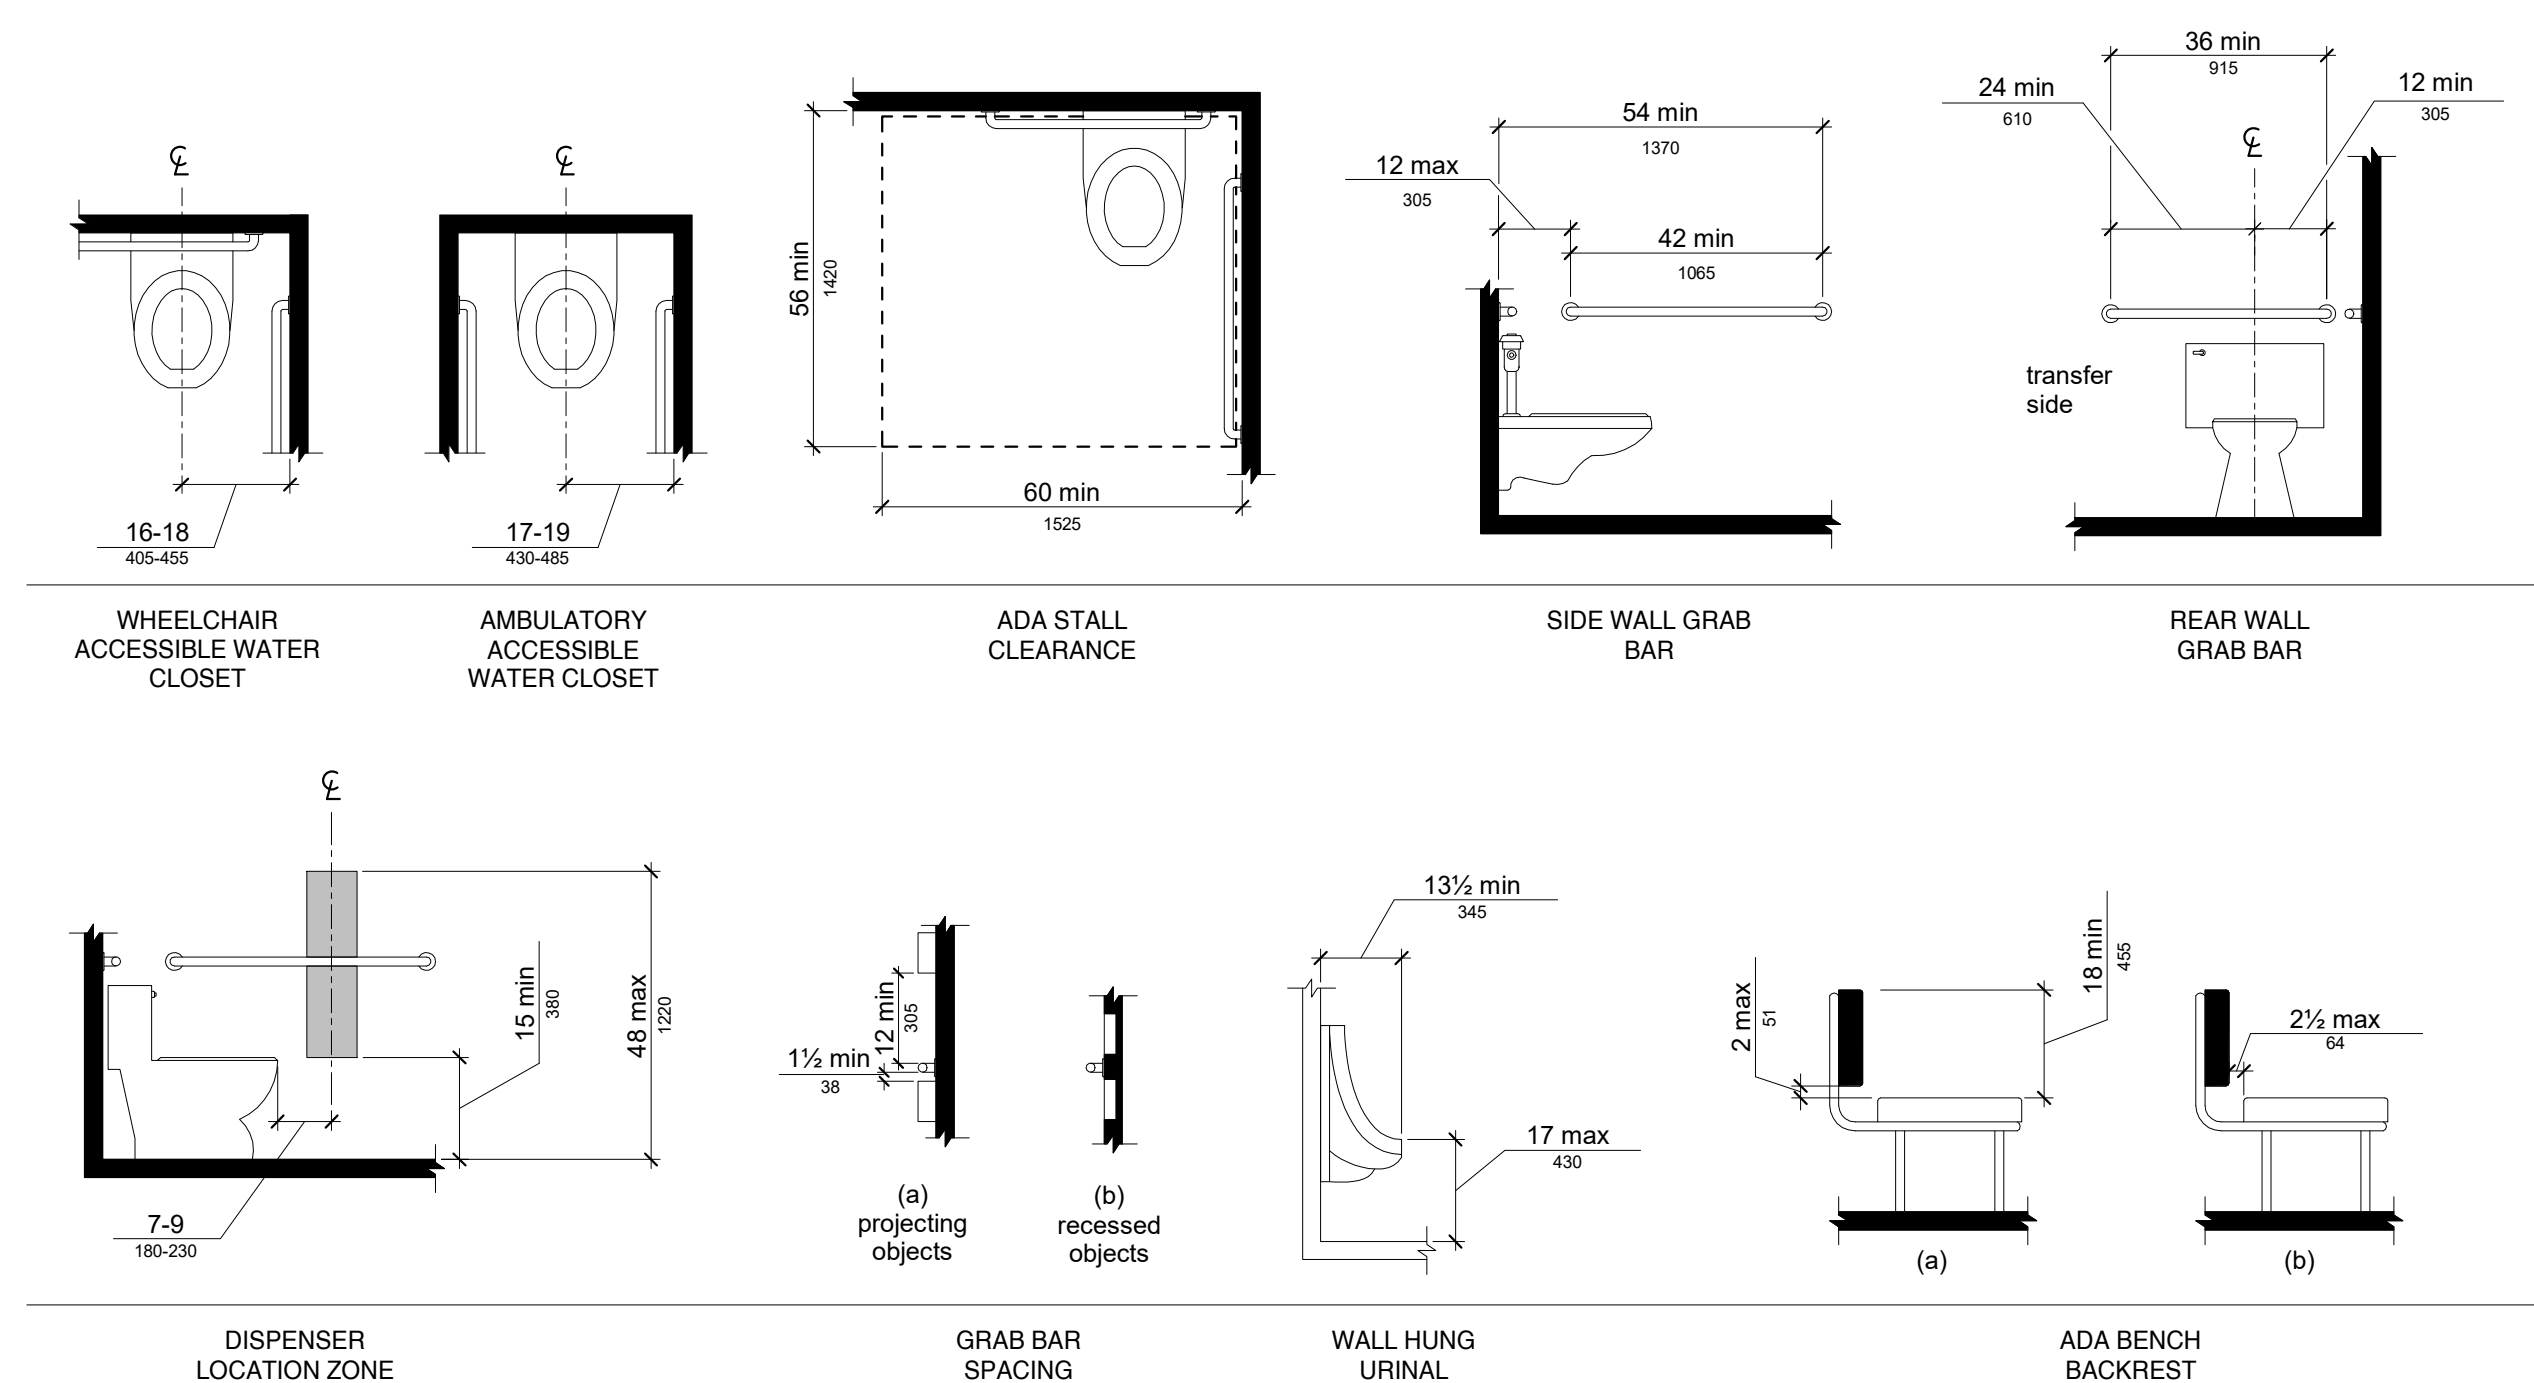 ℄
16-18
405-455
WHEELCHAIR
ACCESSIBLE WATER
CLOSET
℄
17-19
430-485
AMBULATORY
ACCESSIBLE
WATER CLOSET
56 min
1420
60 min
1525
ADA STALL
CLEARANCE
54 min
1370
12 max
305
42 min
1065
SIDE WALL GRAB
BAR
36 min
915
24 min
610
12 min
305
℄
transfer
side
REAR WALL
GRAB BAR
℄
15 min
380
48 max
1220
7-9
180-230
DISPENSER
LOCATION ZONE
12 min
305
1½ min
38
(a)
projecting
objects
(b)
recessed
objects
GRAB BAR
SPACING
13½ min
345
17 max
430
WALL HUNG
URINAL
2 max
51
18 min
455
(a)
2½ max
64
(b)
ADA BENCH
BACKREST